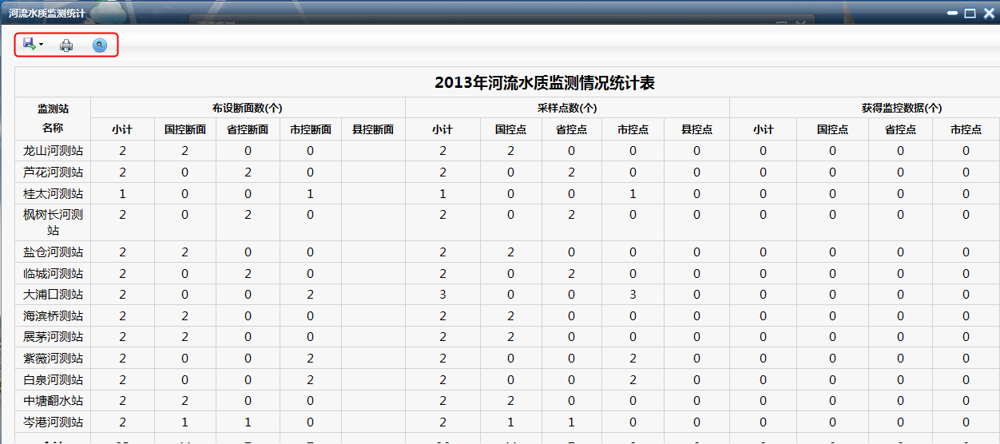 河流水质监测统计
2013年河流水质监测情况统计表
监测站名称 布设断面数(个) 采样点数(个) 获得监控数据(个)
小计 国控断面 省控断面 市控断面 县控断面 小计 国控点 省控点 市控点 县控点 小计 国控点 省控点 市控点
龙山河测站 2 2 0 0 2 2 0 0 0 0 0 0 0
芦花河测站 2 0 2 0 2 0 2 0 0 0 0 0 0
桂太河测站 1 0 0 1 1 0 0 1 0 0 0 0 0
枫树长河测站 2 0 2 0 2 0 2 0 0 0 0 0 0
盐仓河测站 2 2 0 0 2 2 0 0 0 0 0 0 0
临城河测站 2 0 2 0 2 0 2 0 0 0 0 0 0
大浦口测站 2 0 0 2 3 0 0 3 0 0 0 0 0
海滨桥测站 2 2 0 0 2 2 0 0 0 0 0 0 0
展茅河测站 2 2 0 0 2 2 0 0 0 0 0 0 0
紫薇河测站 2 0 0 2 2 0 0 2 0 0 0 0 0
白泉河测站 2 0 0 2 2 0 0 2 0 0 0 0 0
中塘翻水站 2 2 0 0 2 2 0 0 0 0 0 0 0
岑港河测站 2 1 1 0 2 1 1 0 0 0 0 0 0